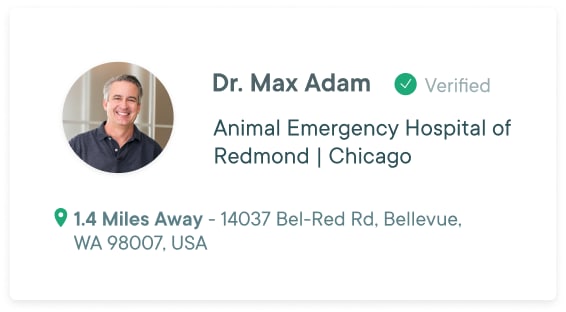 Dr. Max Adam Verified
Animal Emergency Hospital of
Redmond | Chicago
1.4 Miles Away - 14037 Bel-Red Rd, Bellevue,
WA 98007, USA